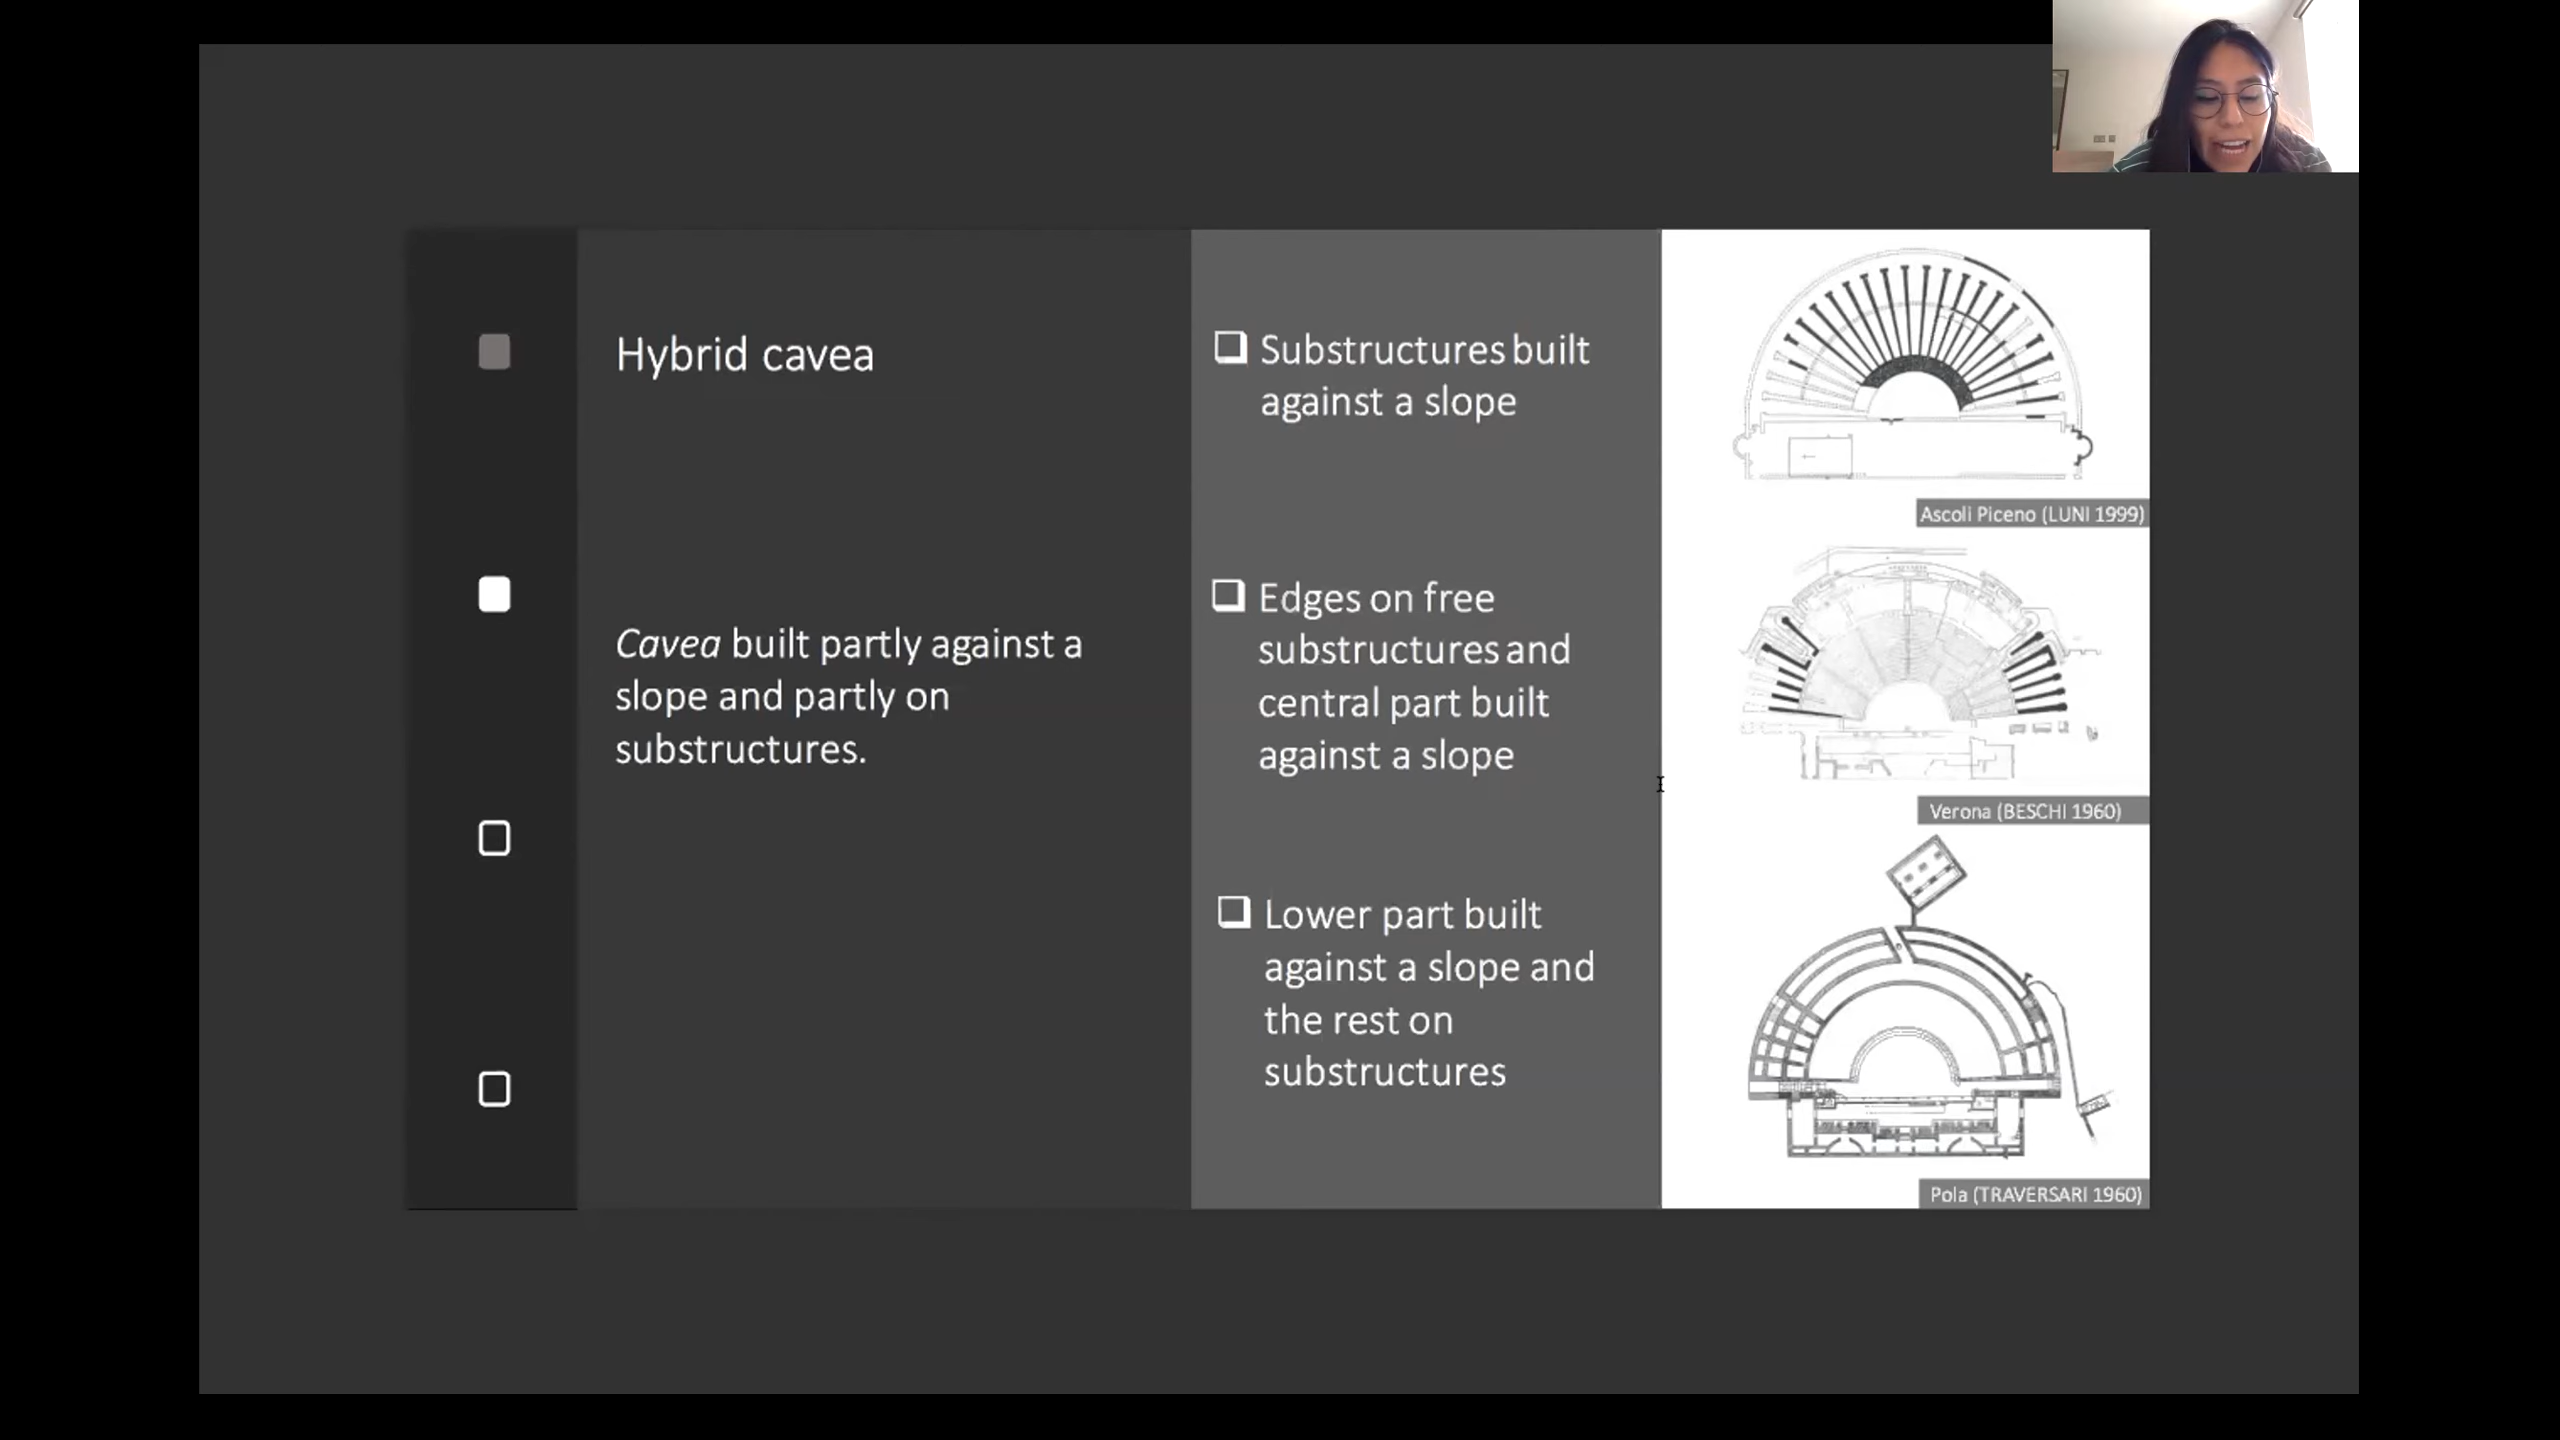 Hybrid cavea
Cavea built partly against a
slope and partly on
substructures.
Substructures built
against a slope
Edges on free
substructures and
central part built
against a slope
Lower part built
against a slope and
the rest on
substructures
Ascoli Piceno (LUNI 1999)
Verona (BESCHI 1960)
Pola (TRAVERSARI 1960)